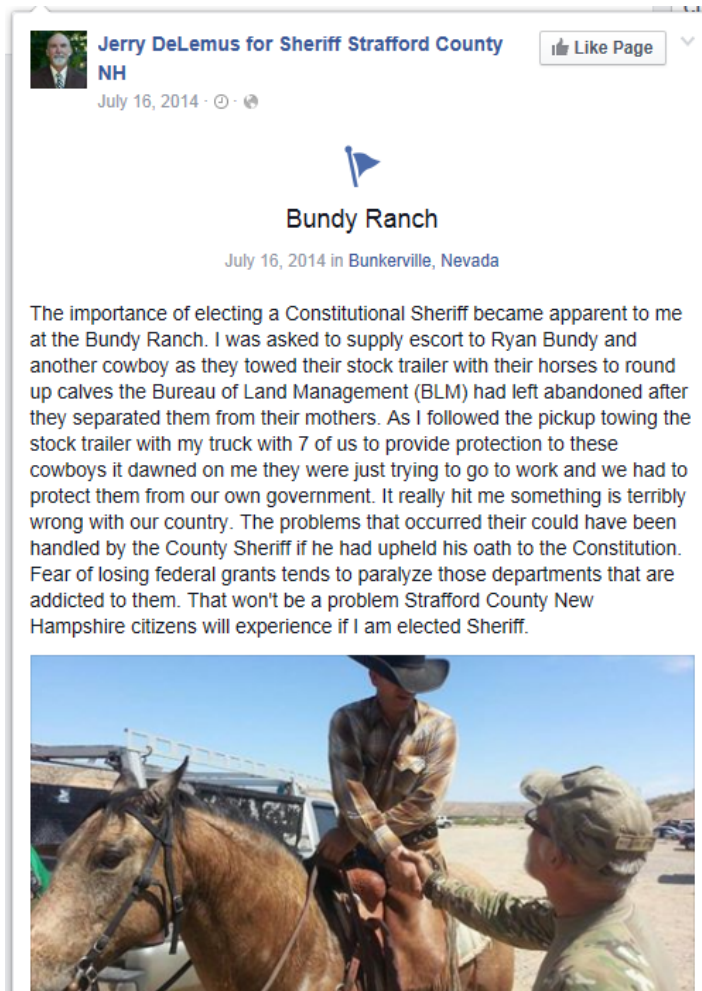 Jerry DeLemus for Sheriff Strafford County
NH
Like Page
July 16, 2014
Bundy Ranch
July 16, 2014 in Bunkerville, Nevada
The importance of electing a Constitutional Sheriff became apparent to me
at the Bundy Ranch. I was asked to supply escort to Ryan Bundy and
another cowboy as they towed their stock trailer with their horses to round
up calves the Bureau of Land Management (BLM) had left abandoned after
they separated them from their mothers. As I followed the pickup towing the
stock trailer with my truck with 7 of us to provide protection to these
cowboys it dawned on me they were just trying to go to work and we had to
protect them from our own government. It really hit me something is terribly
wrong with our country. The problems that occurred their could have been
handled by the County Sheriff if he had upheld his oath to the Constitution.
Fear of losing federal grants tends to paralyze those departments that are
addicted to them. That won't be a problem Strafford County New
Hampshire citizens will experience if I am elected Sheriff.